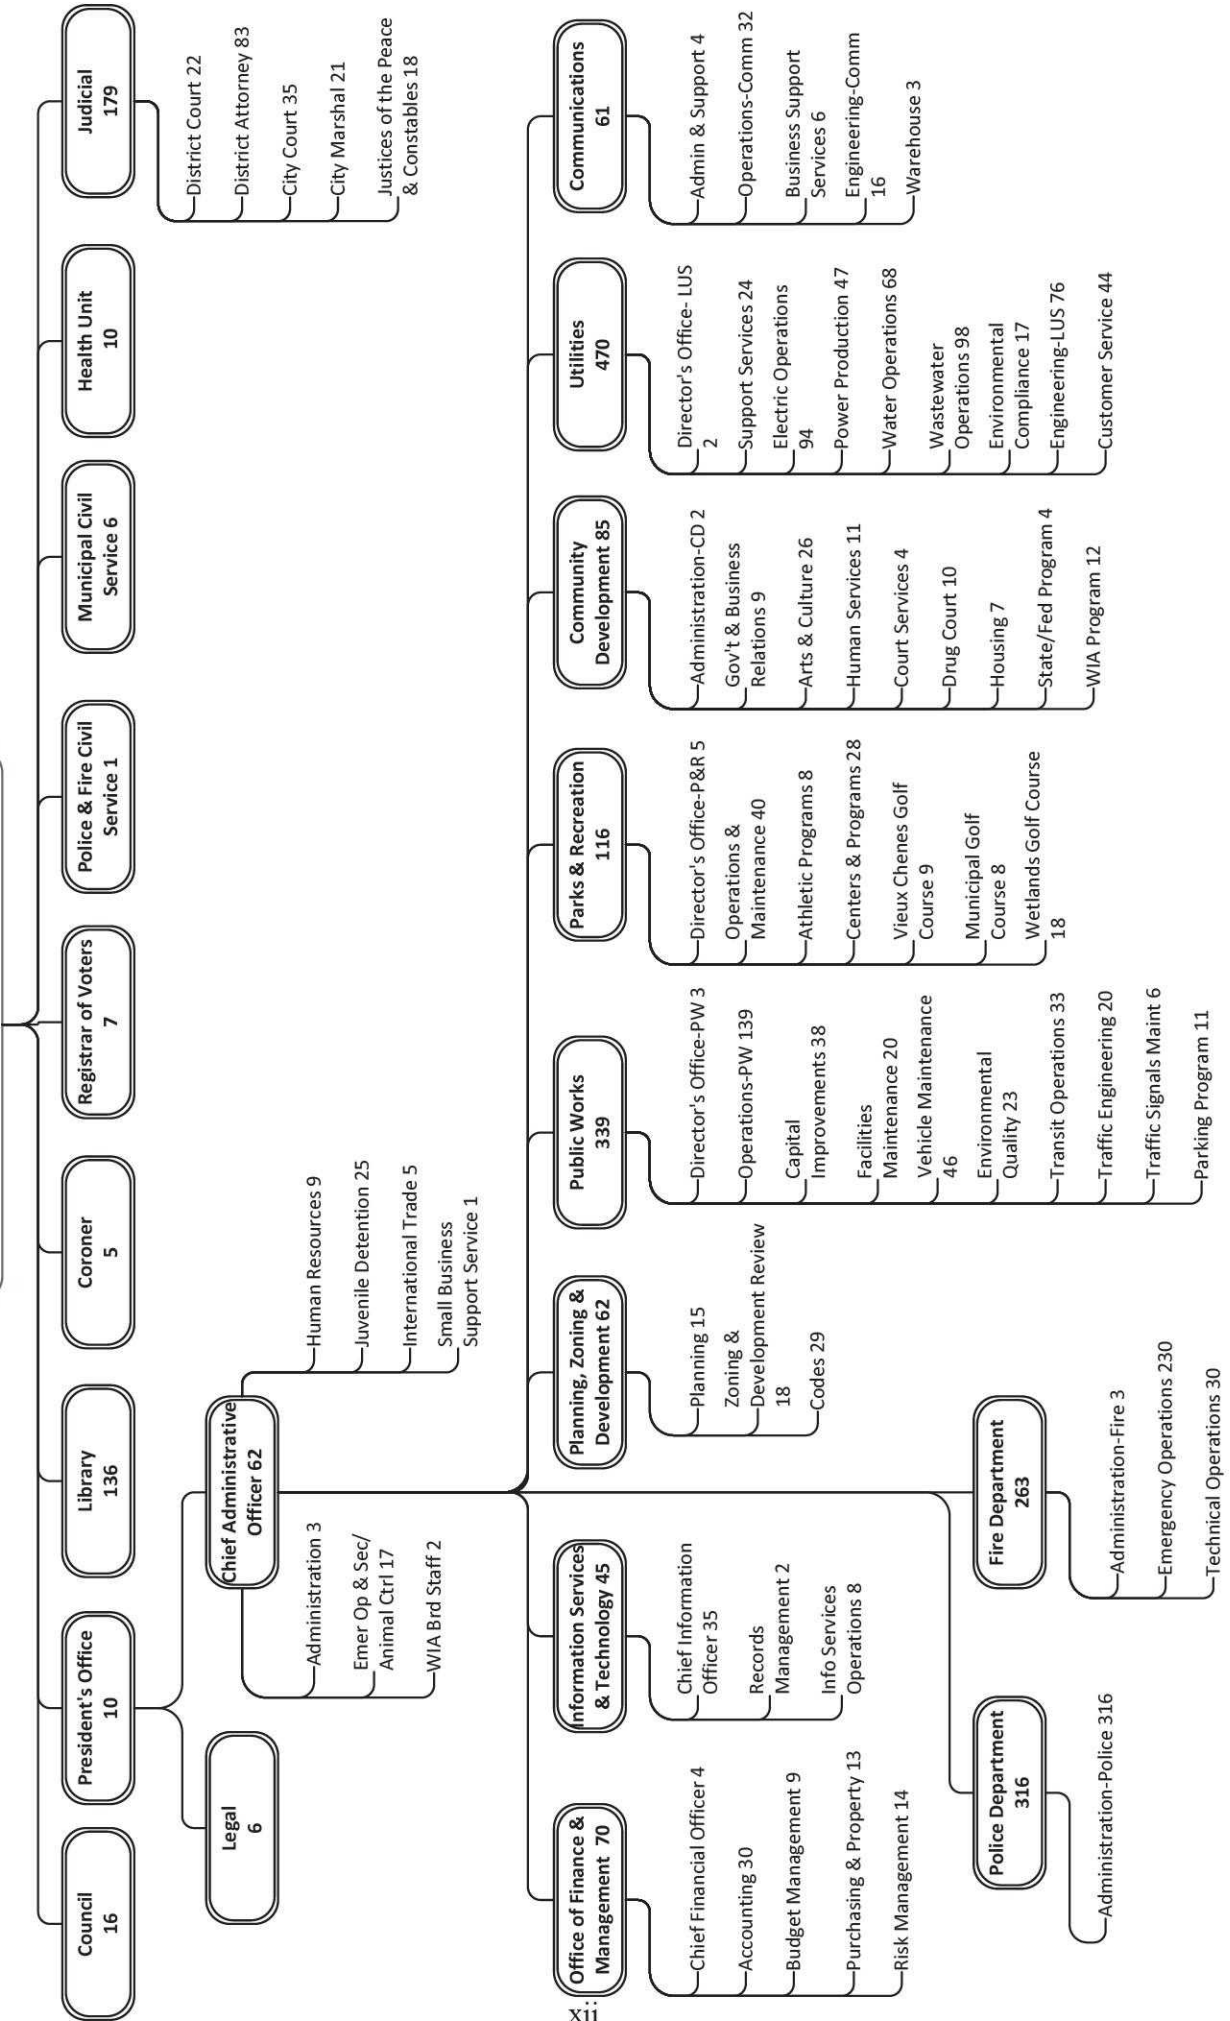 Council
16
President's Office
10
Library
136
Coroner
5
Registrar of Voters
7
Police & Fire Civil
Service 1
Municipal Civil
Service 6
Health Unit
10
Judicial
179
District Court 22
District Attorney 83
City Court 35
City Marshal 21
Justices of the Peace
& Constables 18
Legal
6
Chief Administrative
Officer 62
Administration 3
Emer Op & Sec/
Animal Ctrl 17
WIA Brd Staff 2
Human Resources 9
Juvenile Detention 25
International Trade 5
Small Business
Support Service 1
Office of Finance &
Management 70
Chief Financial Officer 4
Accounting 30
Budget Management 9
Purchasing & Property 13
Risk Management 14
Information Services
& Technology 45
Chief Information
Officer 35
Records
Management 2
Info Services
Operations 8
Planning, Zoning &
Development 62
Planning 15
Zoning &
Development Review
18
Codes 29
Public Works
339
Director's Office-PW 3
Operations-PW 139
Capital
Improvements 38
Facilities
Maintenance 20
Vehicle Maintenance
46
Environmental
Quality 23
Transit Operations 33
Traffic Engineering 20
Traffic Signals Maint 6
Parking Program 11
Parks & Recreation
116
Director's Office-P&R 5
Operations &
Maintenance 40
Athletic Programs 8
Centers & Programs 28
Vieux Chenes Golf
Course 9
Municipal Golf
Course 8
Wetlands Golf Course
18
Community
Development 85
Administration-CD 2
Gov't & Business
Relations 9
Arts & Culture 26
Human Services 11
Court Services 4
Drug Court 10
Housing 7
State/Fed Program 4
WIA Program 12
Utilities
470
Director's Office- LUS
2
Support Services 24
Electric Operations
94
Power Production 47
Water Operations 68
Wastewater
Operations 98
Environmental
Compliance 17
Engineering-LUS 76
Customer Service 44
Communications
61
Admin & Support 4
Operations-Comm 32
Business Support
Services 6
Engineering-Comm
16
Warehouse 3
Police Department
316
Administration-Police 316
Fire Department
263
Administration-Fire 3
Emergency Operations 230
Technical Operations 30
xii